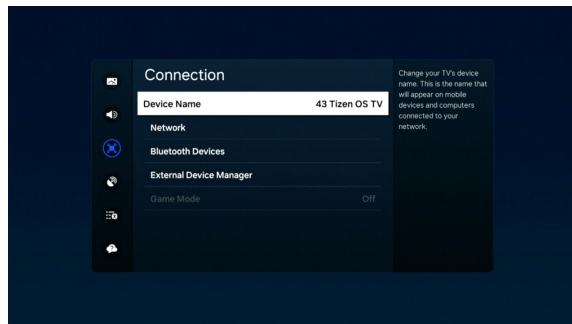 Connection
Device Name 43 Tizen OS TV
Network
Bluetooth Devices
External Device Manager
Game Mode Off
Change your TV's device
name. This is the name that
will appear on mobile
devices and computers
connected to your
network.